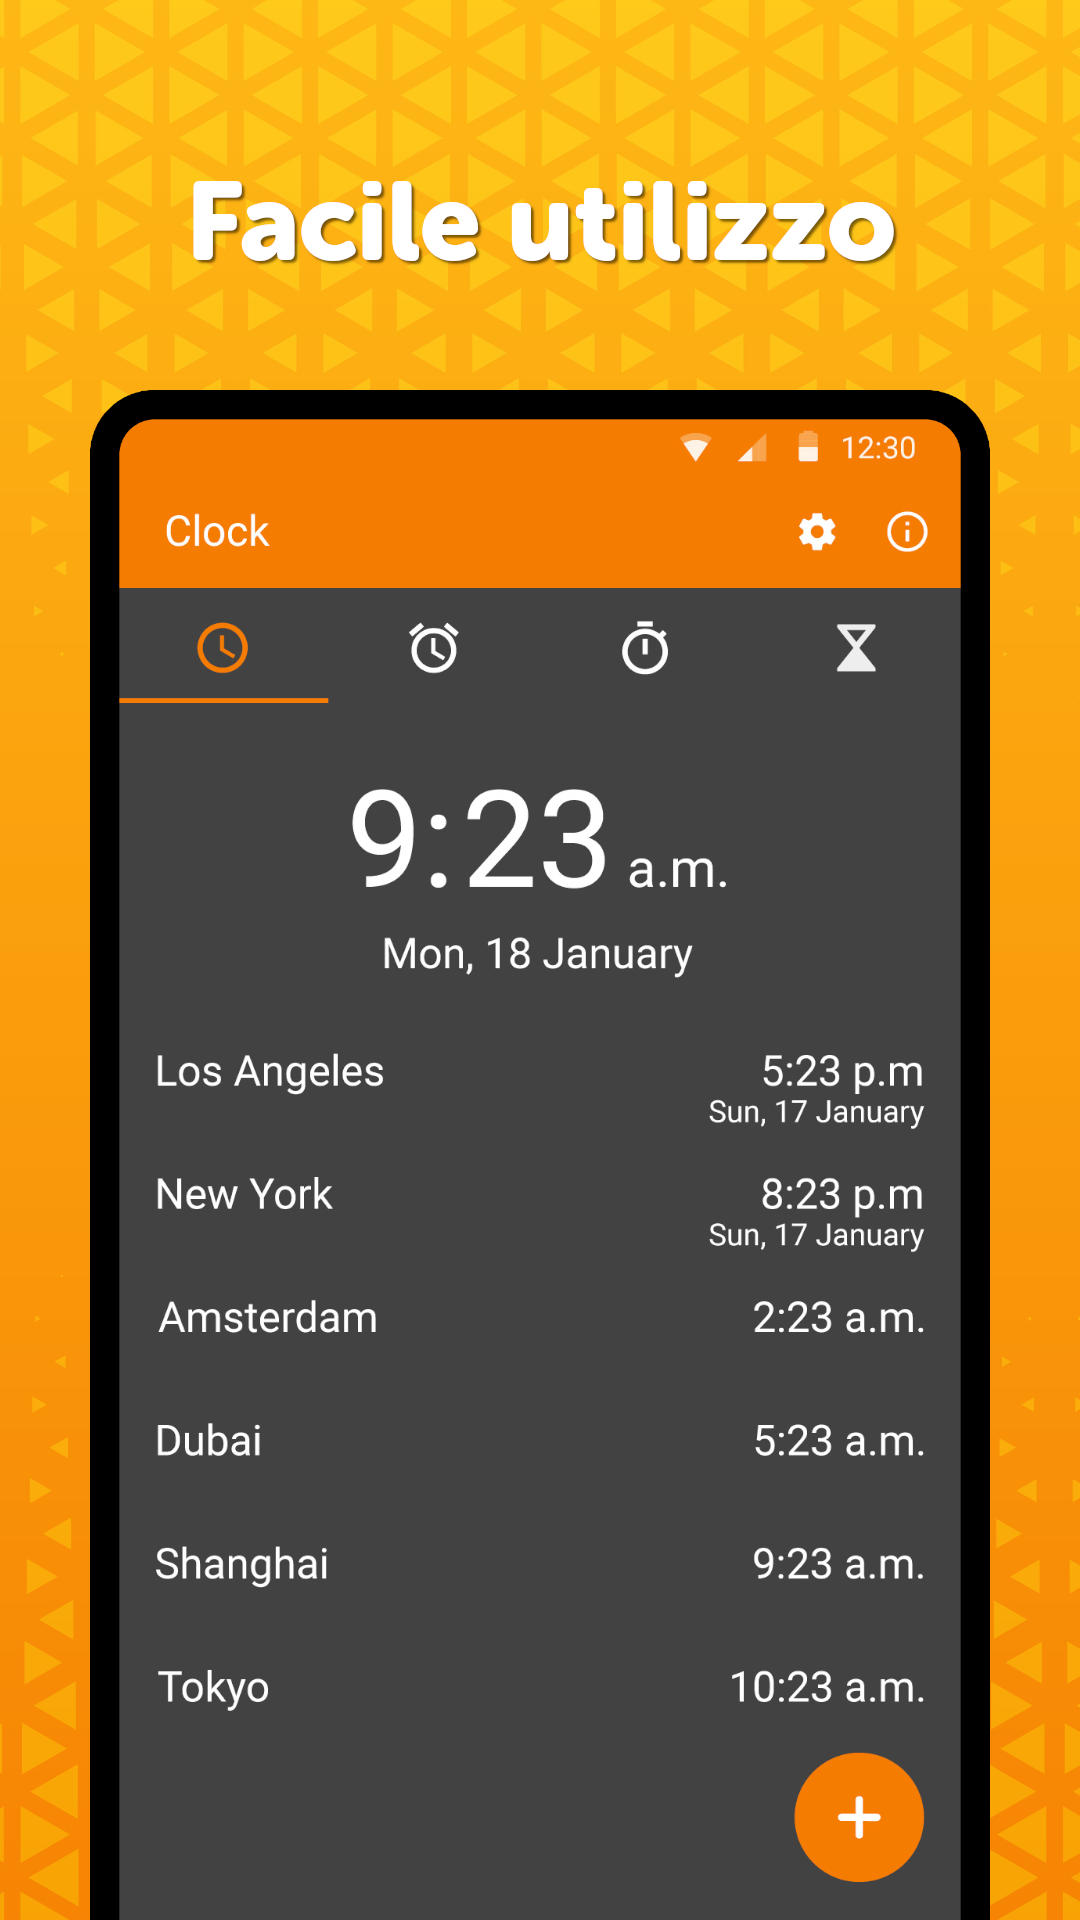 Facile utilizzo
12:30
Clock
9:23 a.m.
Mon, 18 January
Los Angeles 5:23 p.m
Sun, 17 January
New York 8:23 p.m
Sun, 17 January
Amsterdam 2:23 a.m.
Dubai 5:23 a.m.
Shanghai 9:23 a.m.
Tokyo 10:23 a.m.